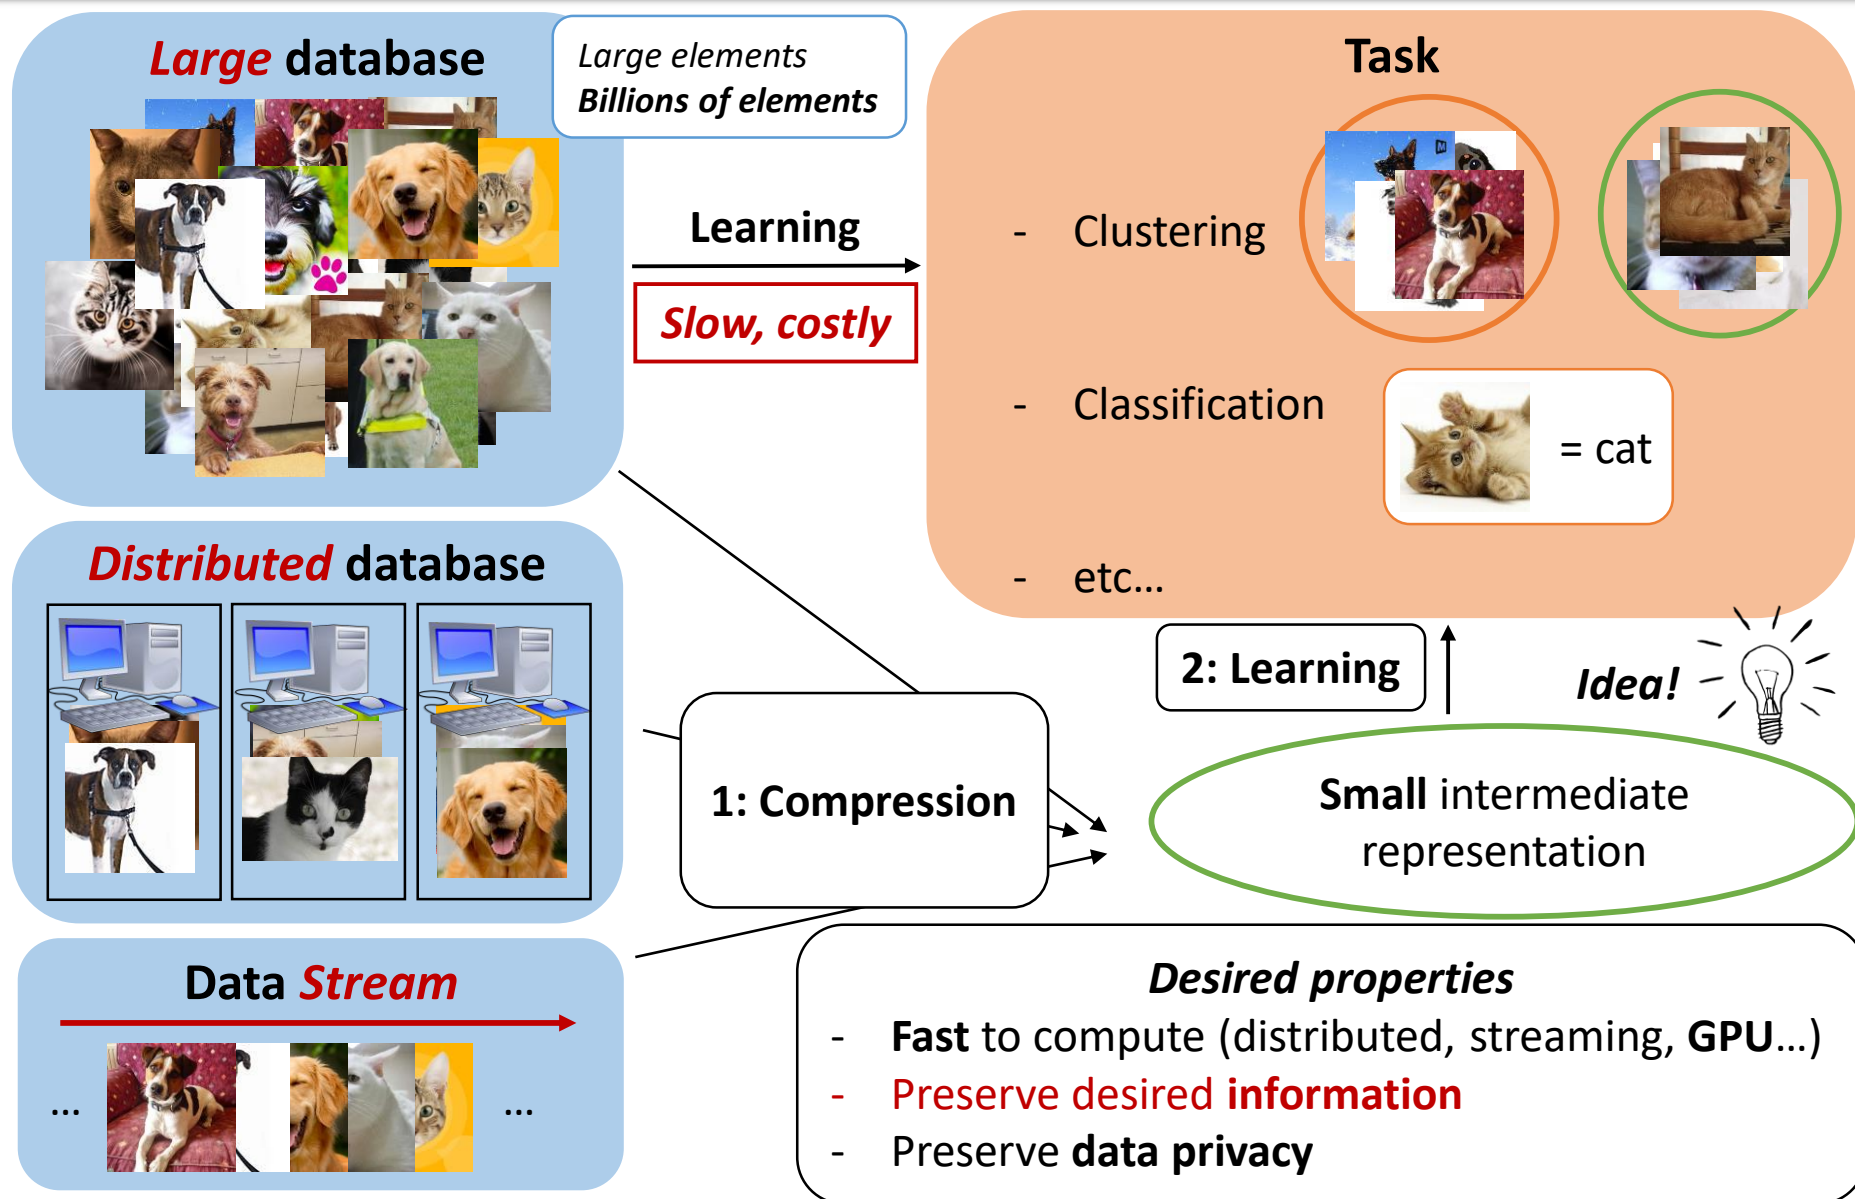 Large database
Large elements
Billions of elements
Learning
Slow, costly
Task
- Clustering
- Classification
= cat
- etc...
Distributed database
Data Stream
...
...
1: Compression
2: Learning
Idea!
Small intermediate
representation
Desired properties
- Fast to compute (distributed, streaming, GPU...)
- Preserve desired information
- Preserve data privacy